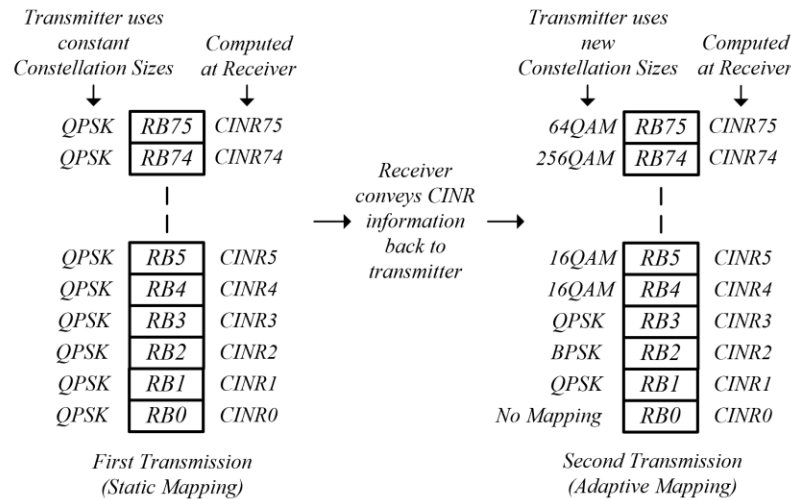 Transmitter uses
constant
Constellation Sizes
Computed
at Receiver
QPSK RB75 CINR75
QPSK RB74 CINR74
QPSK RB5 CINR5
QPSK RB4 CINR4
QPSK RB3 CINR3
QPSK RB2 CINR2
QPSK RB1 CINR1
QPSK RB0 CINR0
First Transmission
(Static Mapping)
Receiver
conveys CINR
information
back to
transmitter
Transmitter uses
new
Constellation Sizes
Computed
at Receiver
64QAM RB75 CINR75
256QAM RB74 CINR74
16QAM RB5 CINR5
16QAM RB4 CINR4
QPSK RB3 CINR3
BPSK RB2 CINR2
QPSK RB1 CINR1
No Mapping RB0 CINR0
Second Transmission
(Adaptive Mapping)